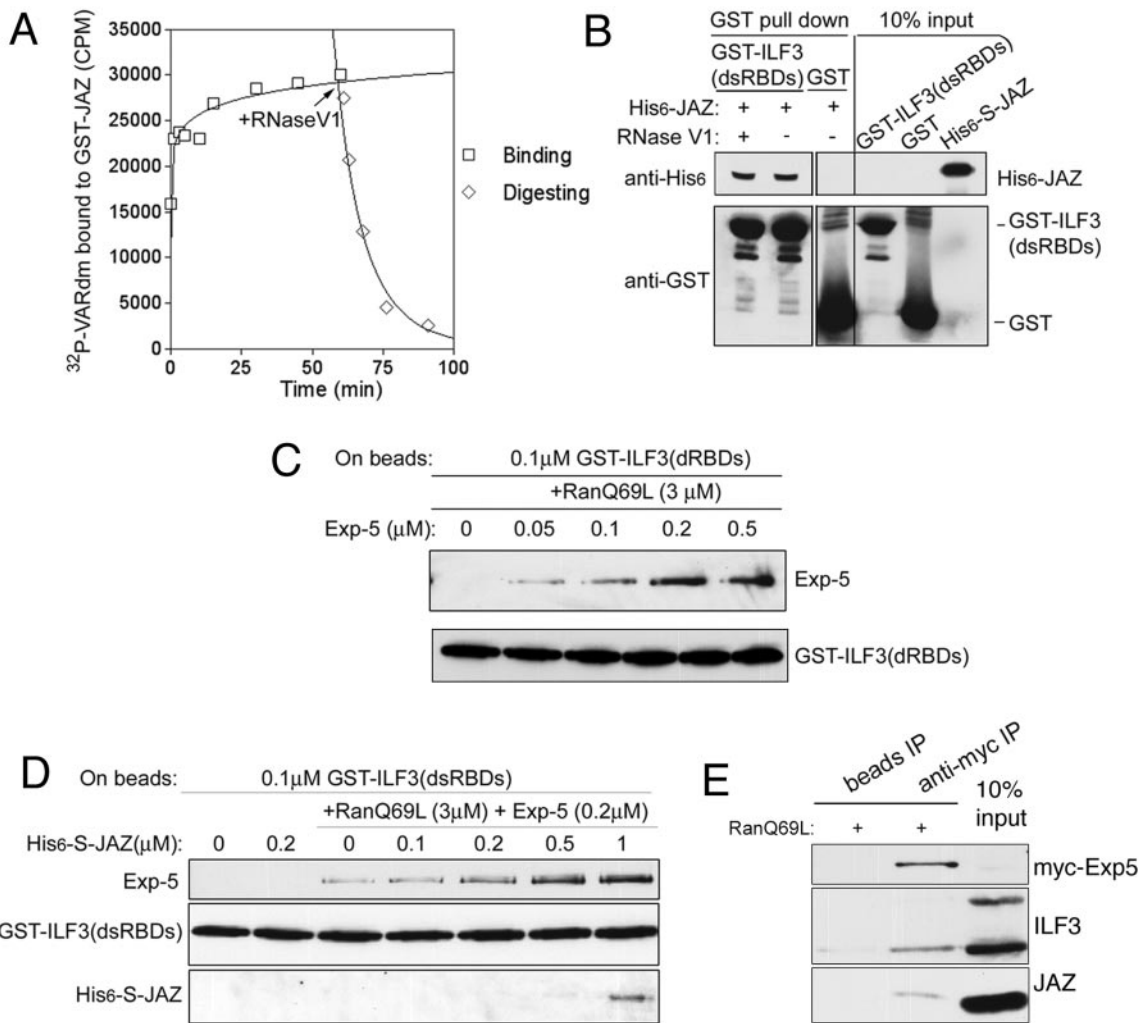 A
³²P-VARdm bound to GST-JAZ (CPM)
35000
30000
25000
20000
15000
10000
5000
0
+RNaseV1
0 25 50 75 100
Time (min)
Binding
Digesting
B
GST pull down 10% input
GST-ILF3 (dsRBDs) GST GST-ILF3(dsRBDs) GST His6-S-JAZ
His6-JAZ: + + +
RNase V1: + - -
anti-His6 His6-JAZ
anti-GST
GST-ILF3
(dsRBDs)
GST
C
On beads: 0.1μM GST-ILF3(dRBDs)
+RanQ69L (3 μM)
Exp-5 (μM): 0 0.05 0.1 0.2 0.5
Exp-5
GST-ILF3(dRBDs)
D
On beads: 0.1μM GST-ILF3(dsRBDs)
+RanQ69L (3μM) + Exp-5 (0.2μM)
His6-S-JAZ(μM): 0 0.2 0 0.1 0.2 0.5 1
Exp-5
GST-ILF3(dsRBDs)
His6-S-JAZ
E
beads IP anti-myc IP 10% input
RanQ69L: + +
myc-Exp5
ILF3
JAZ